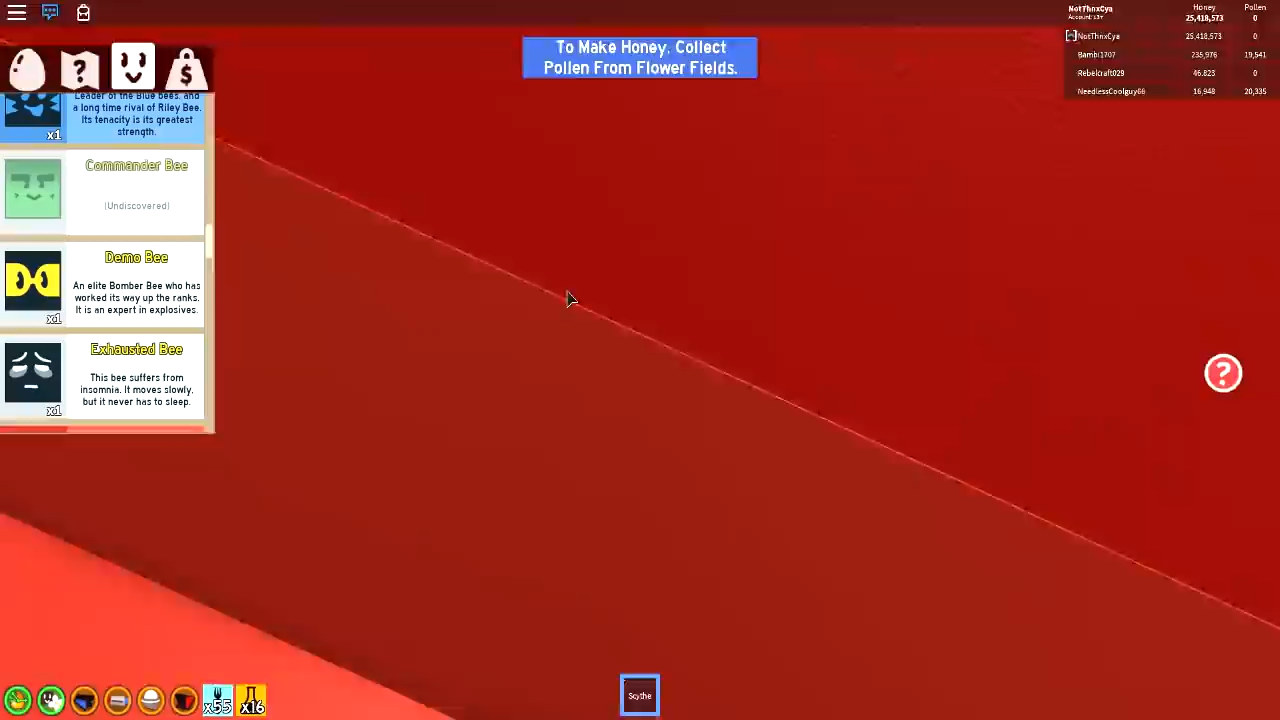 To Make Honey, Collect
Pollen From Flower Fields.
NotThnxCya
Account: 13+
Honey
25,418,573
Pollen
0
NotThnxCya 25,418,573 0
Bambi1707 235,976 19,541
Rebelcraft029 46,823 0
NeedlessCoolguy66 16,948 20,335
Leader of the Blue bees, and
a long time rival of Riley Bee.
Its tenacity is its greatest
strength.
x1
Commander Bee
(Undiscovered)
Demo Bee
An elite Bomber Bee who has
worked its way up the ranks.
It is an expert in explosives.
x1
Exhausted Bee
This bee suffers from
insomnia. It moves slowly,
but it never has to sleep.
x1
x55
x16
Scythe